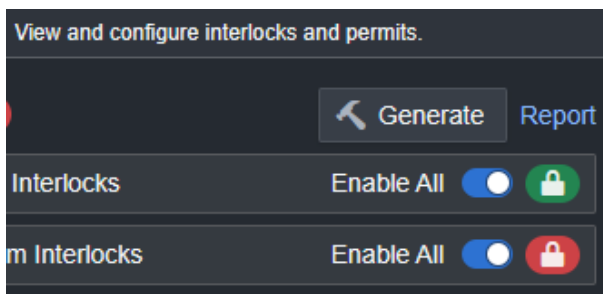 View and configure interlocks and permits.
Generate Report
Interlocks Enable All
m Interlocks Enable All